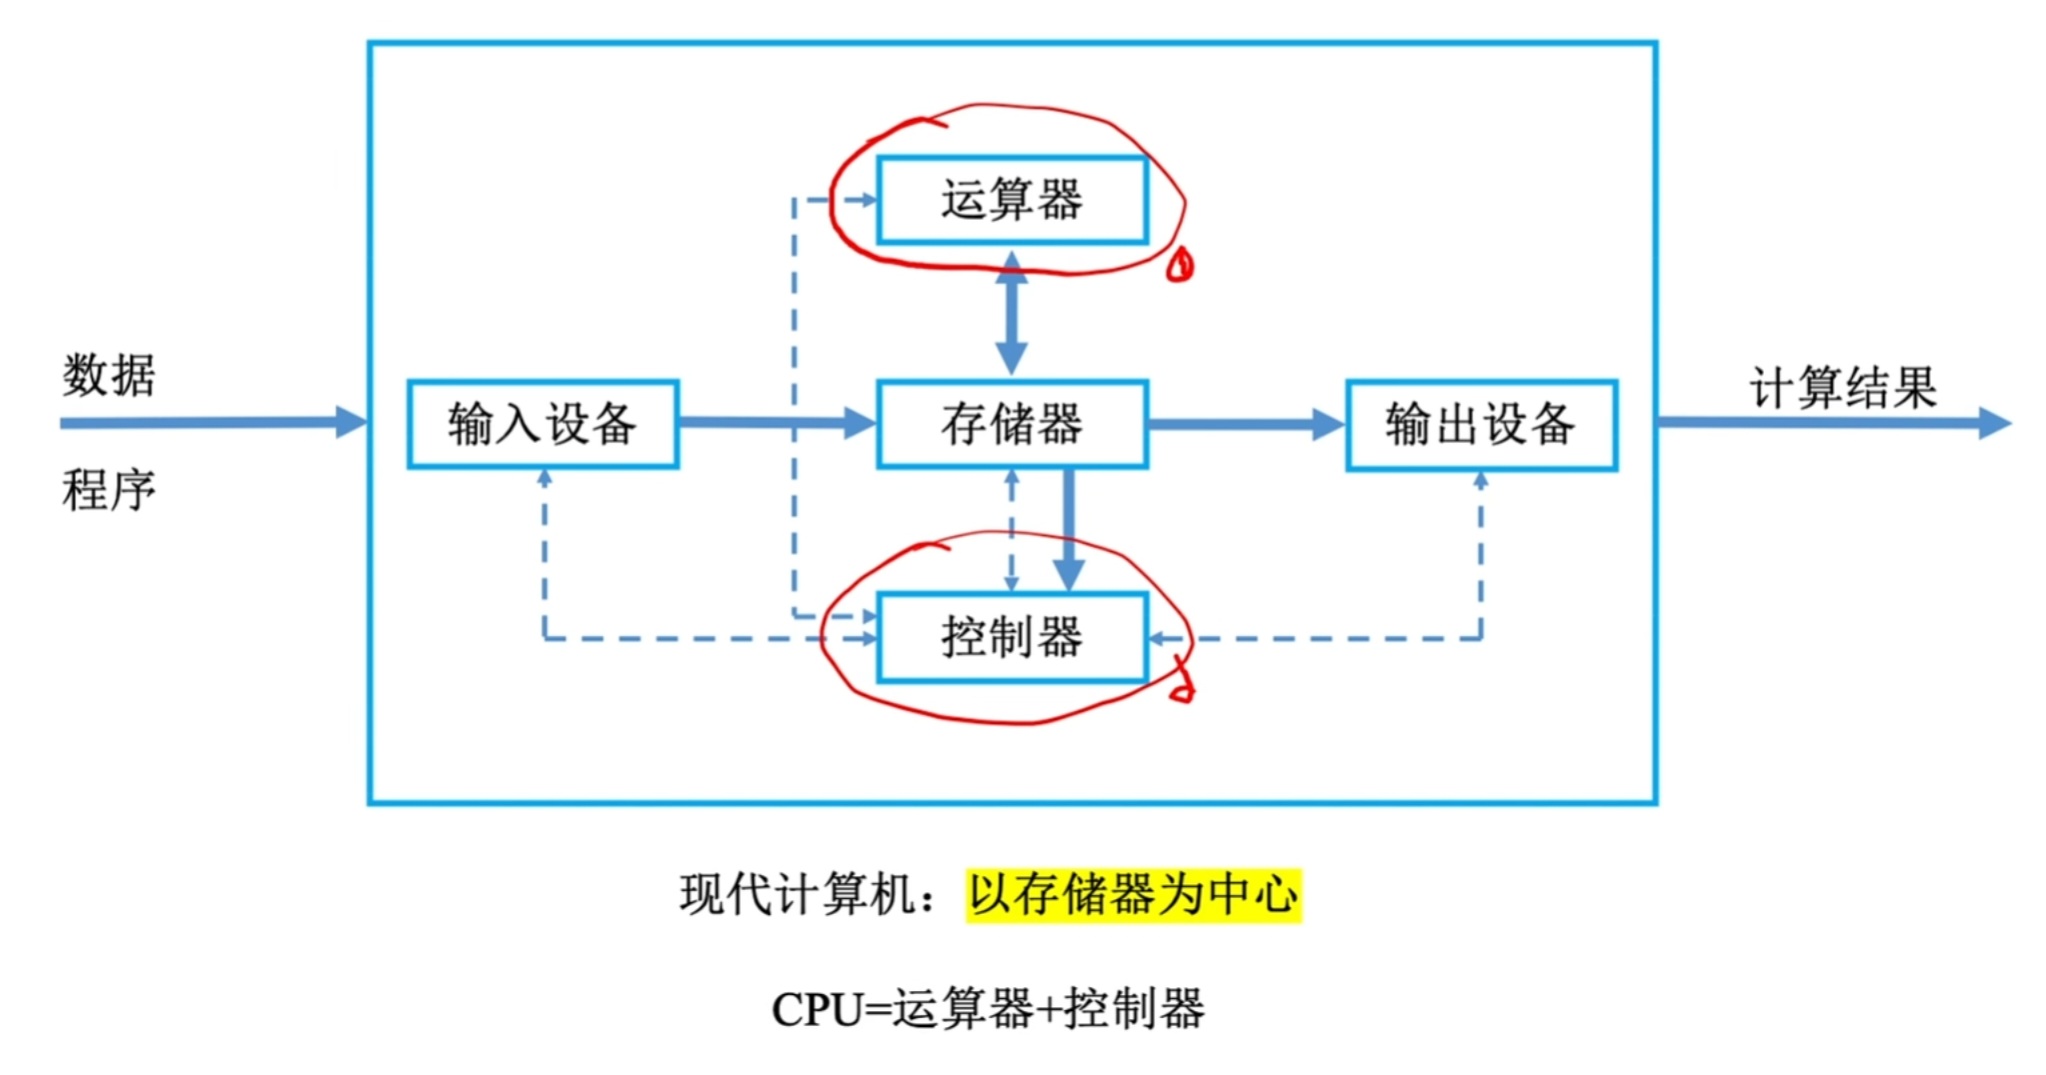 运算器
数据
程序
输入设备
存储器
输出设备
计算结果
控制器
现代计算机：以存储器为中心
CPU=运算器+控制器